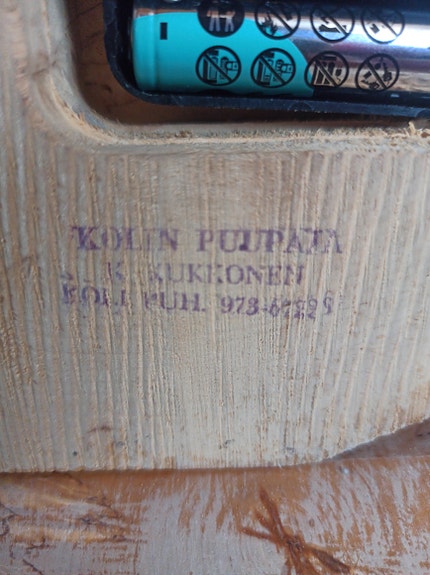 KOLIN PUUPAJA
K. KUKKONEN
KOLI PUH.